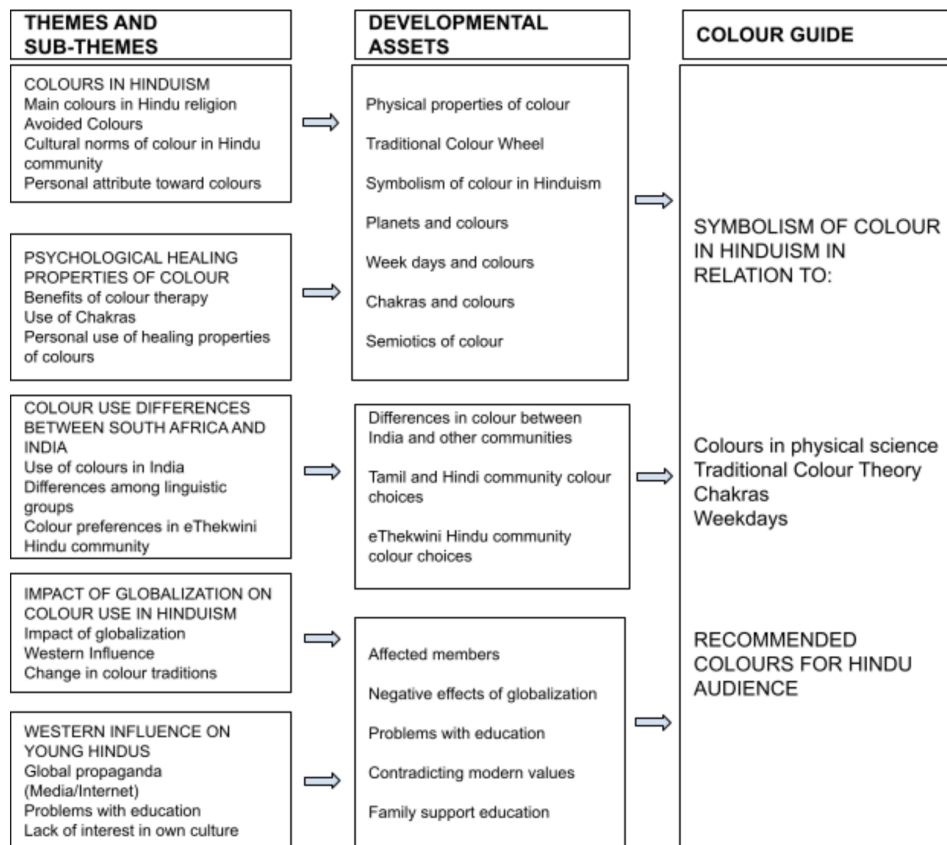 THEMES AND
SUB-THEMES
DEVELOPMENTAL
ASSETS
COLOUR GUIDE
COLOURS IN HINDUISM
Main colours in Hindu religion
Avoided Colours
Cultural norms of colour in Hindu
community
Personal attribute toward colours
PSYCHOLOGICAL HEALING
PROPERTIES OF COLOUR
Benefits of colour therapy
Use of Chakras
Personal use of healing properties
of colours
COLOUR USE DIFFERENCES
BETWEEN SOUTH AFRICA AND
INDIA
Use of colours in India
Differences among linguistic
groups
Colour preferences in eThekwini
Hindu community
IMPACT OF GLOBALIZATION ON
COLOUR USE IN HINDUISM
Impact of globalization
Western Influence
Change in colour traditions
WESTERN INFLUENCE ON
YOUNG HINDUS
Global propaganda
(Media/Internet)
Problems with education
Lack of interest in own culture
Physical properties of colour
Traditional Colour Wheel
Symbolism of colour in Hinduism
Planets and colours
Week days and colours
Chakras and colours
Semiotics of colour
Differences in colour between
India and other communities
Tamil and Hindi community colour
choices
eThekwini Hindu community
colour choices
Affected members
Negative effects of globalization
Problems with education
Contradicting modern values
Family support education
SYMBOLISM OF COLOUR
IN HINDUISM IN
RELATION TO:
Colours in physical science
Traditional Colour Theory
Chakras
Weekdays
RECOMMENDED
COLOURS FOR HINDU
AUDIENCE